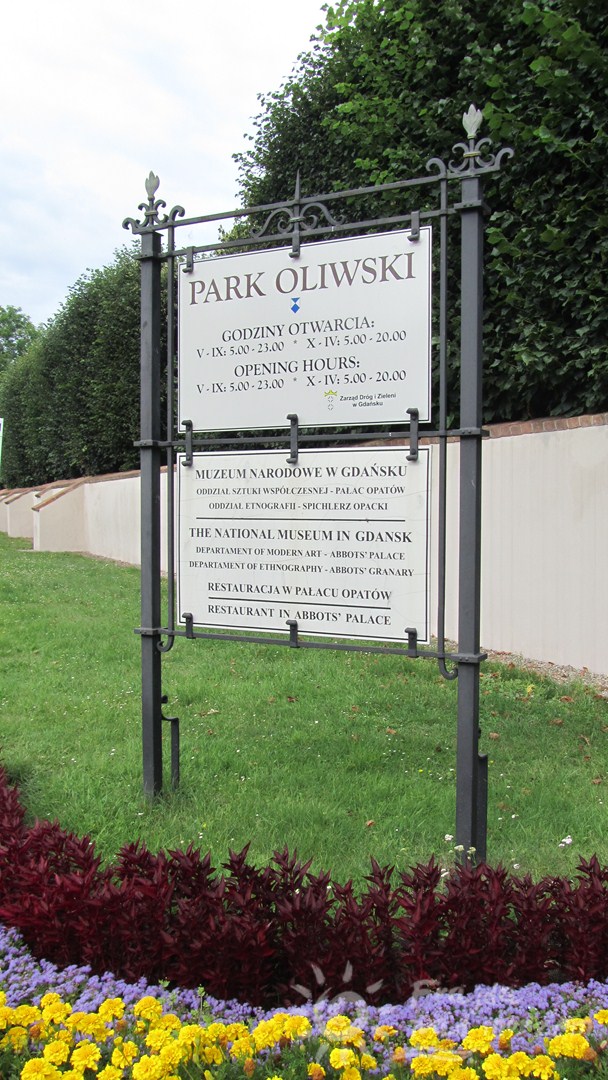 PARK OLIWSKI
GODZINY OTWARCIA:
V - IX: 5.00 - 23.00 * X - IV: 5.00 - 20.00
OPENING HOURS:
V - IX: 5.00 - 23.00 * X - IV: 5.00 - 20.00
Zarząd Dróg i Zieleni
w Gdańsku
MUZEUM NARODOWE W GDAŃSKU
ODDZIAŁ SZTUKI WSPÓŁCZESNEJ - PAŁAC OPATÓW
ODDZIAŁ ETNOGRAFII - SPICHLERZ OPACKI
THE NATIONAL MUSEUM IN GDANSK
DEPARTAMENT OF MODERN ART - ABBOTS' PALACE
DEPARTAMENT OF ETHNOGRAPHY - ABBOTS' GRANARY
RESTAURACJA W PAŁACU OPATÓW
RESTAURANT IN ABBOTS' PALACE